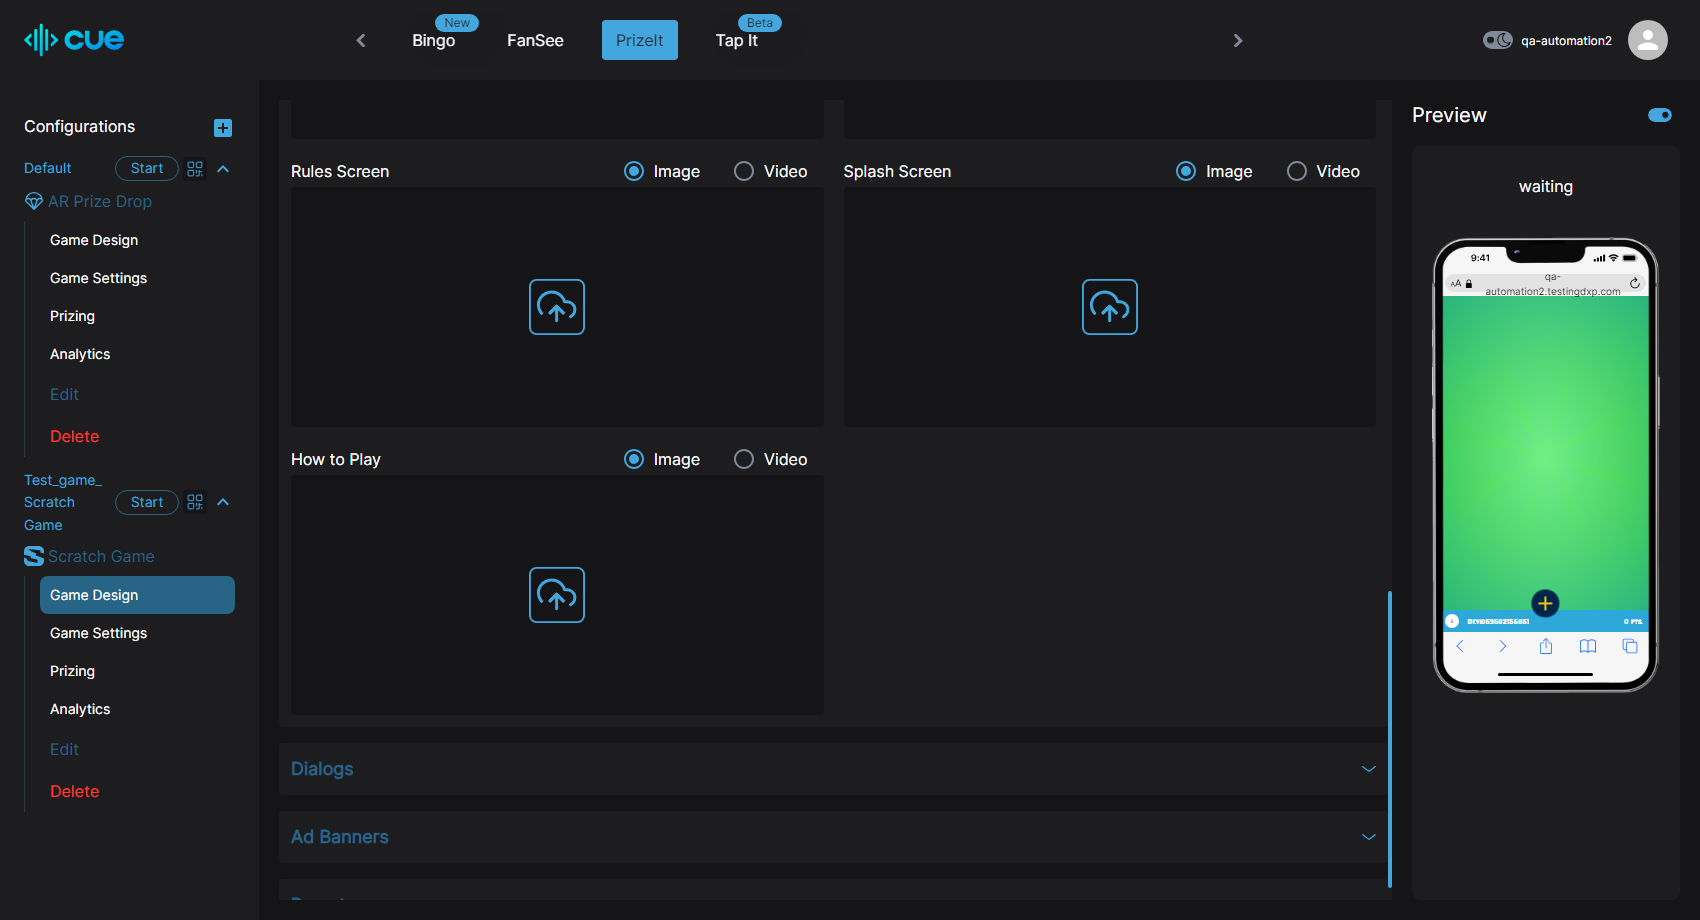 cue
New
Bingo
FanSee
PrizeIt
Beta
Tap It
qa-automation2
Configurations
Default
Start
AR Prize Drop
Game Design
Game Settings
Prizing
Analytics
Edit
Delete
Test_game_
Scratch
Game
Start
Scratch Game
Game Design
Game Settings
Prizing
Analytics
Edit
Delete
Rules Screen
Image
Video
Splash Screen
Image
Video
How to Play
Image
Video
Dialogs
Ad Banners
Preview
waiting
9:41
AA
qa-
automation2.testingdxp.com
0 PTS.